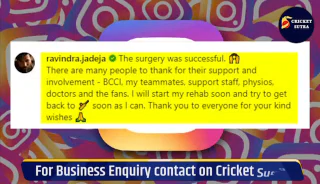 CRICKET
SUTRA
ravindra.jadeja The surgery was successful.
There are many people to thank for their support and
involvement - BCCI, my teammates, support staff, physios,
doctors and the fans. I will start my rehab soon and try to get
back to 🏏 soon as I can. Thank you to everyone for your kind
wishes 🙏
For Business Enquiry contact on Cricket